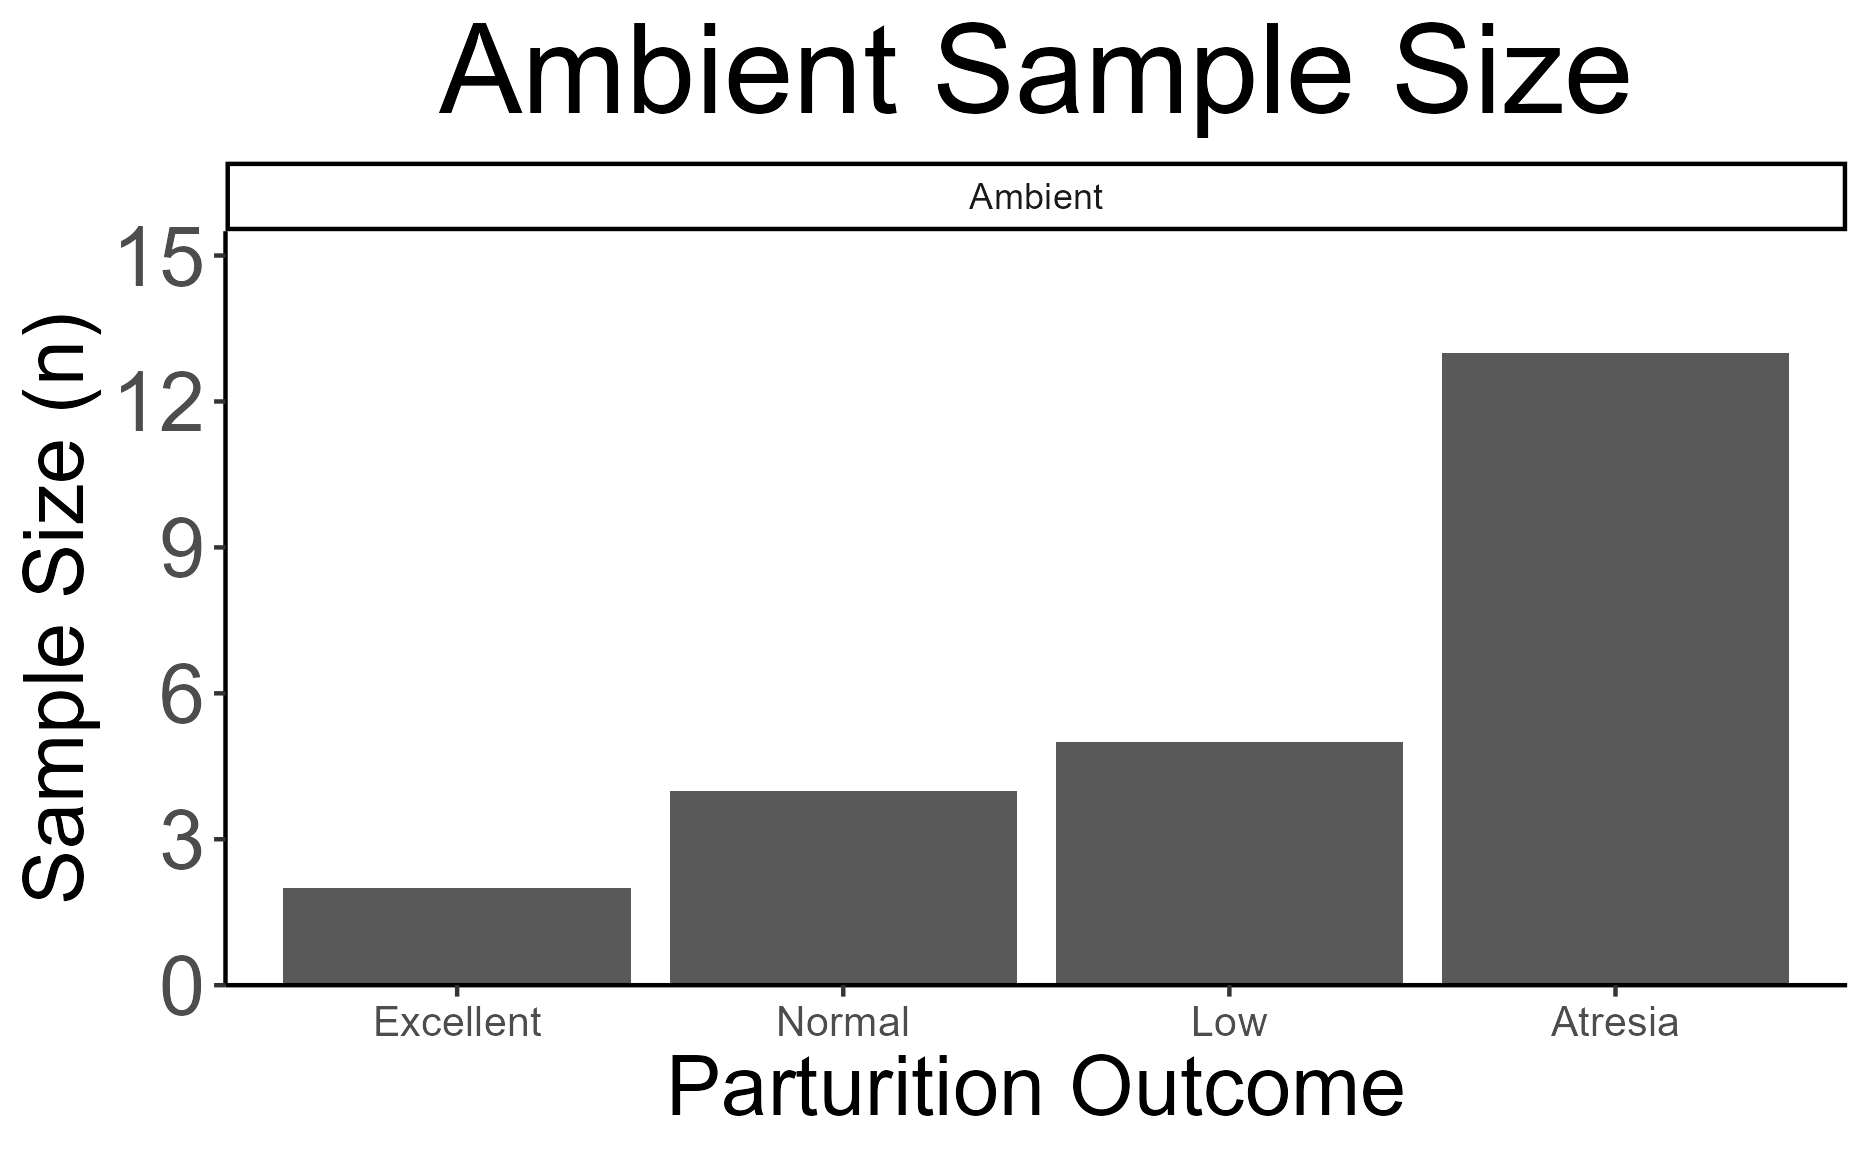 Ambient Sample Size
Ambient
Sample Size (n)
15
12
9
6
3
0
Excellent Normal Low Atresia
Parturition Outcome